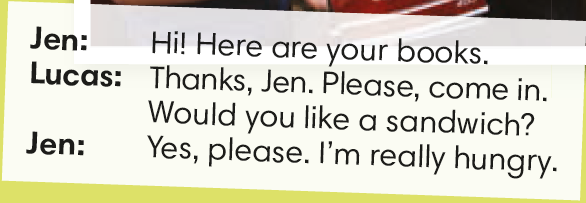 Jen: Hi! Here are your books.
Lucas: Thanks, Jen. Please, come in.
Would you like a sandwich?
Jen: Yes, please. I'm really hungry.